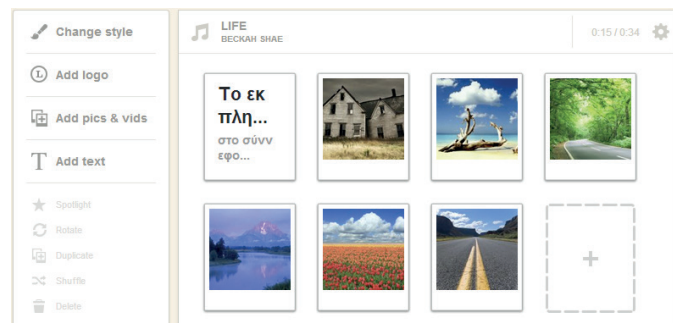 Change style
Add logo
Add pics & vids
Add text
Spotlight
Rotate
Duplicate
Shuffle
Delete
LIFE
BECKAH SHAE
0:15 / 0:34
Το εκ
πλη...
στο σύνν
εφο...